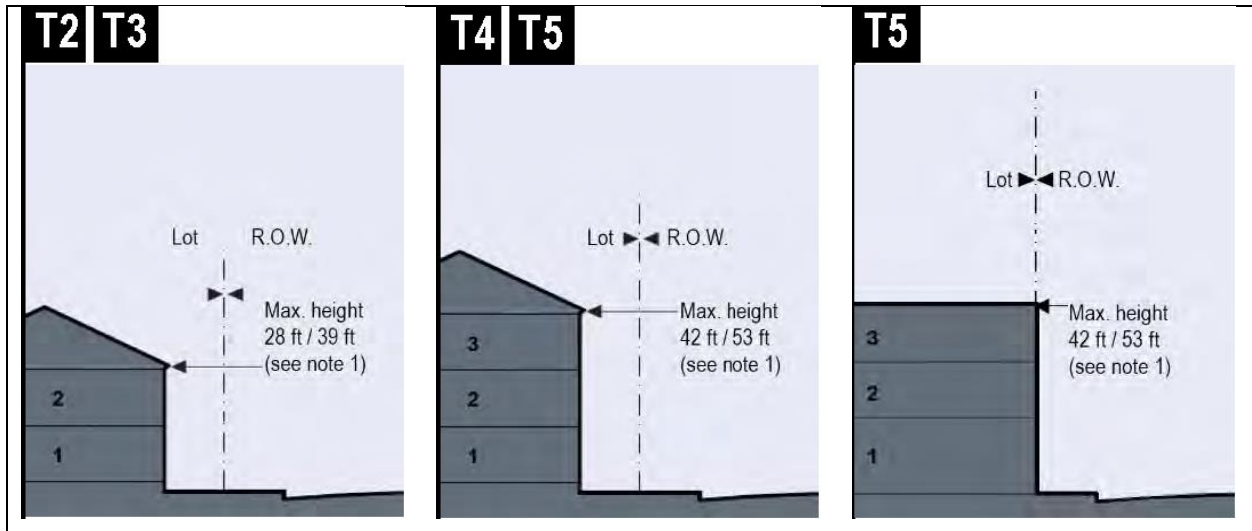 T2 T3
Lot R.O.W.
Max. height
28 ft / 39 ft
(see note 1)
2
1
T4 T5
Lot R.O.W.
Max. height
42 ft / 53 ft
(see note 1)
3
2
1
T5
Lot R.O.W.
Max. height
42 ft / 53 ft
(see note 1)
3
2
1